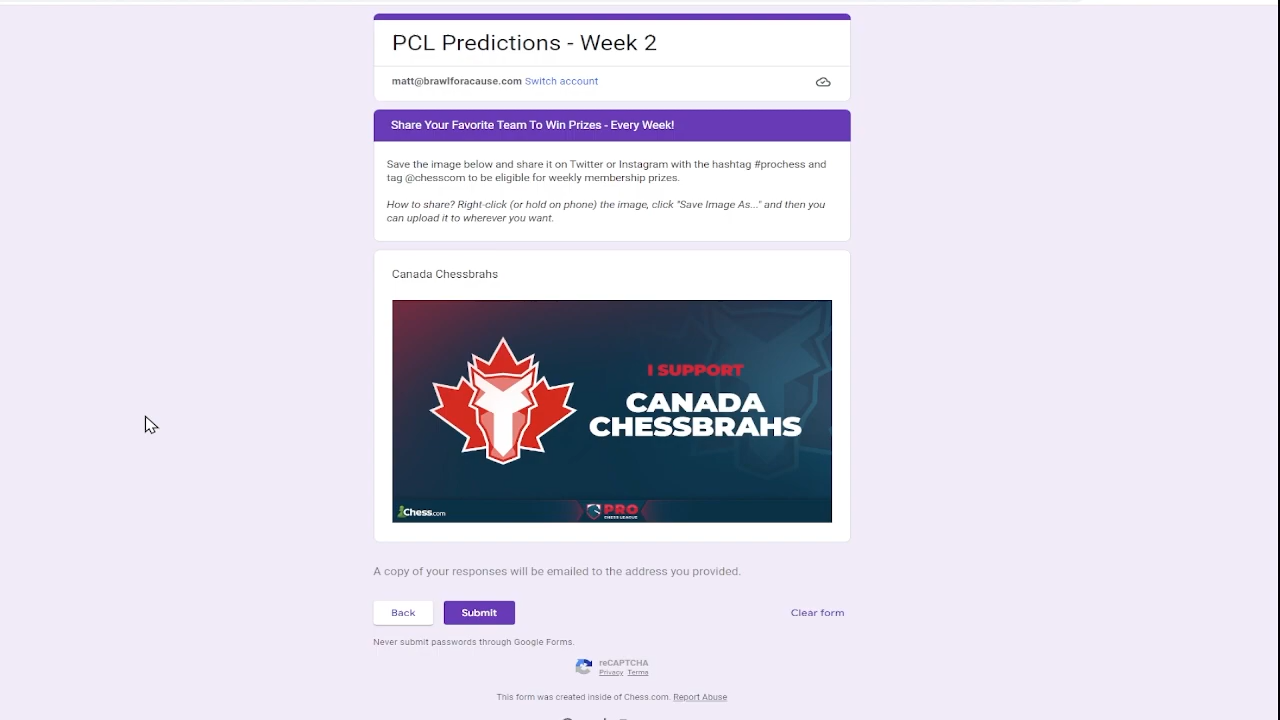 PCL Predictions - Week 2
matt@brawlforacause.com Switch account
Share Your Favorite Team To Win Prizes - Every Week!
Save the image below and share it on Twitter or Instagram with the hashtag #prochess and
tag @chesscom to be eligible for weekly membership prizes.
How to share? Right-click (or hold on phone) the image, click "Save Image As..." and then you
can upload it to wherever you want.
Canada Chessbrahs
I SUPPORT
CANADA
CHESSBRAHS
Chess.com
PRO
CHESS LEAGUE
A copy of your responses will be emailed to the address you provided.
Back Submit Clear form
Never submit passwords through Google Forms.
reCAPTCHA
Privacy Terms
This form was created inside of Chess.com. Report Abuse